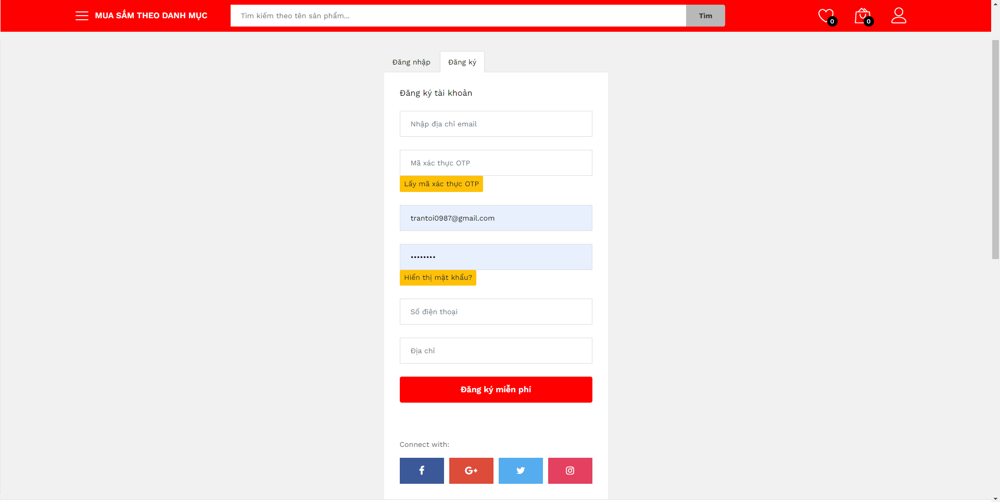 MUA SẮM THEO DANH MỤC
Tìm kiếm theo tên sản phẩm...
Tìm
0
0
Đăng nhập
Đăng ký
Đăng ký tài khoản
Nhập địa chỉ email
Mã xác thực OTP
Lấy mã xác thực OTP
trantoi0987@gmail.com
••••••••
Hiển thị mật khẩu?
Số điện thoại
Địa chỉ
Đăng ký miễn phí
Connect with: